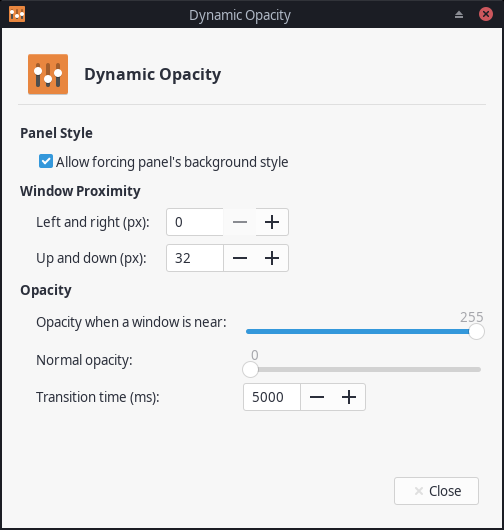 Dynamic Opacity
Dynamic Opacity
Panel Style
Allow forcing panel's background style
Window Proximity
Left and right (px): 0
Up and down (px): 32
Opacity
Opacity when a window is near: 255
Normal opacity: 0
Transition time (ms): 5000
Close